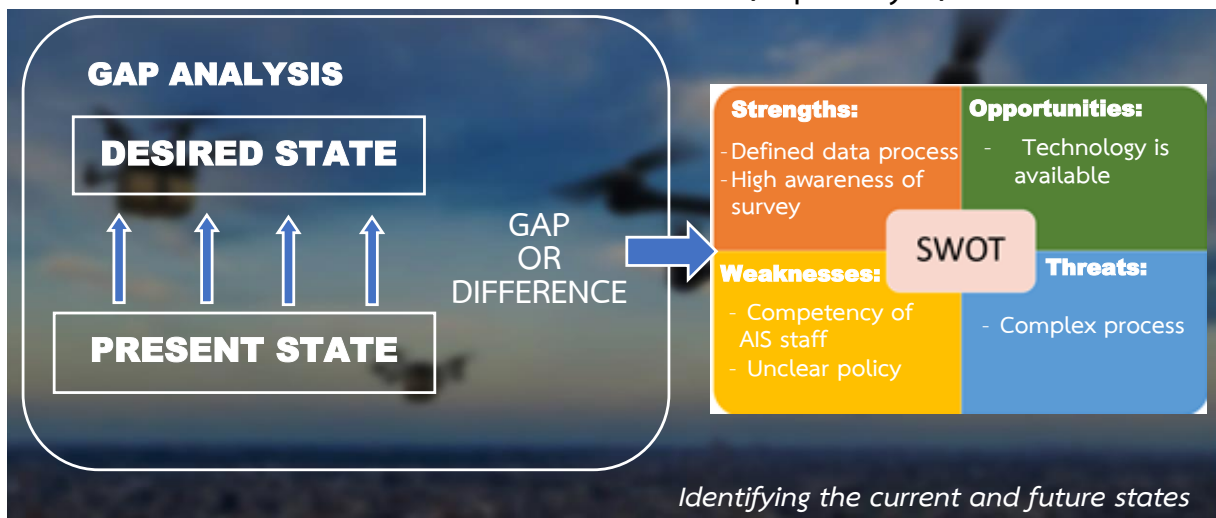 GAP ANALYSIS
DESIRED STATE
PRESENT STATE
GAP
OR
DIFFERENCE
Strengths:
-Defined data process
-High awareness of
survey
Opportunities:
- Technology is
available
SWOT
Weaknesses:
- Competency of
AIS staff
- Unclear policy
Threats:
- Complex process
Identifying the current and future states